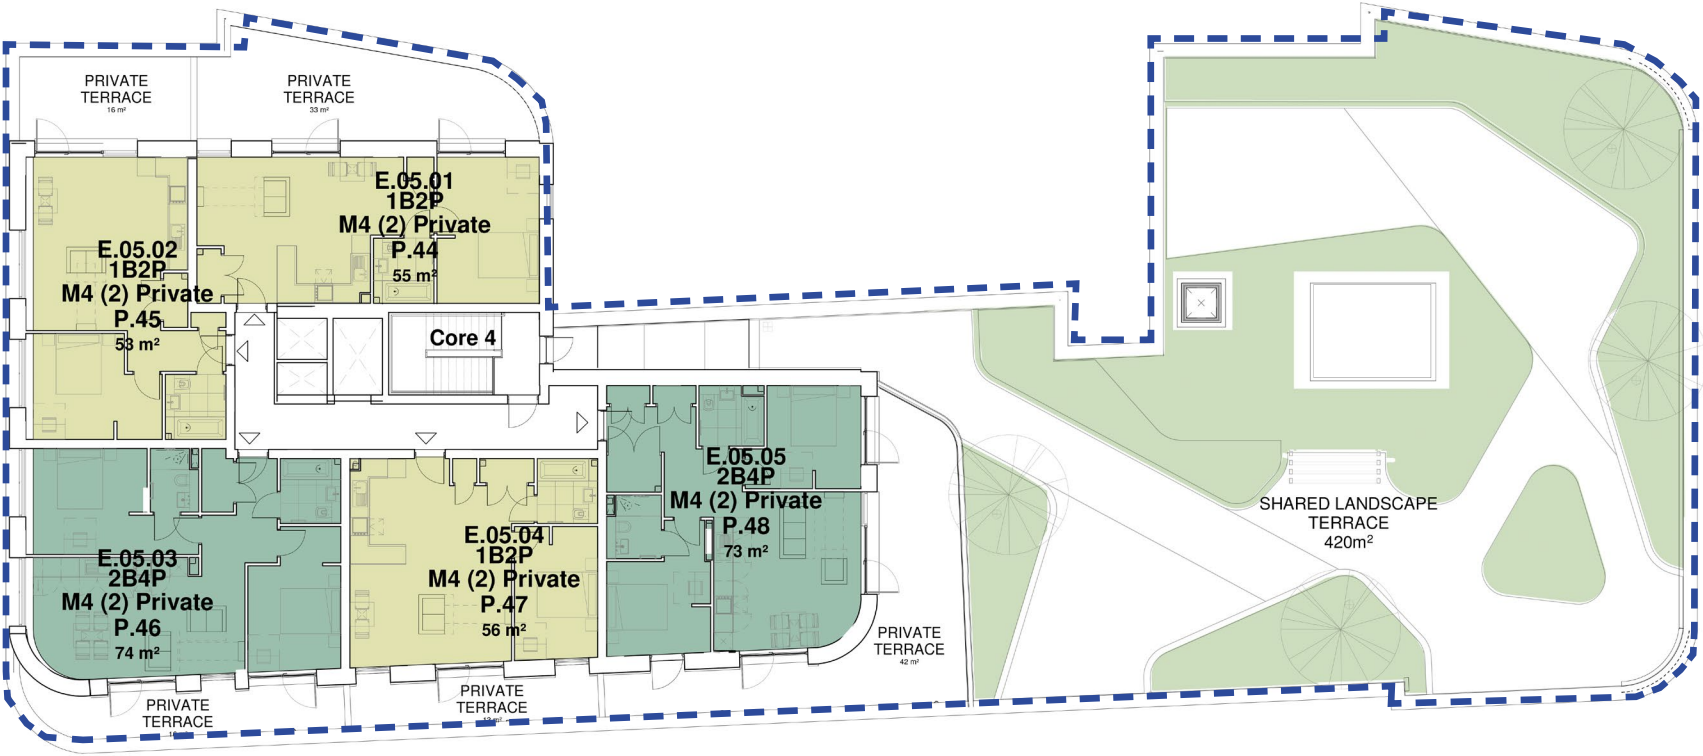 PRIVATE
TERRACE
16 m²
PRIVATE
TERRACE
33 m²
E.05.01
1B2P
M4 (2) Private
P.44
55 m²
E.05.02
1B2P
M4 (2) Private
P.45
53 m²
Core 4
E.05.03
2B4P
M4 (2) Private
P.46
74 m²
E.05.04
1B2P
M4 (2) Private
P.47
56 m²
E.05.05
2B4P
M4 (2) Private
P.48
73 m²
SHARED LANDSCAPE
TERRACE
420m²
PRIVATE
TERRACE
42 m²
PRIVATE
TERRACE
PRIVATE
TERRACE